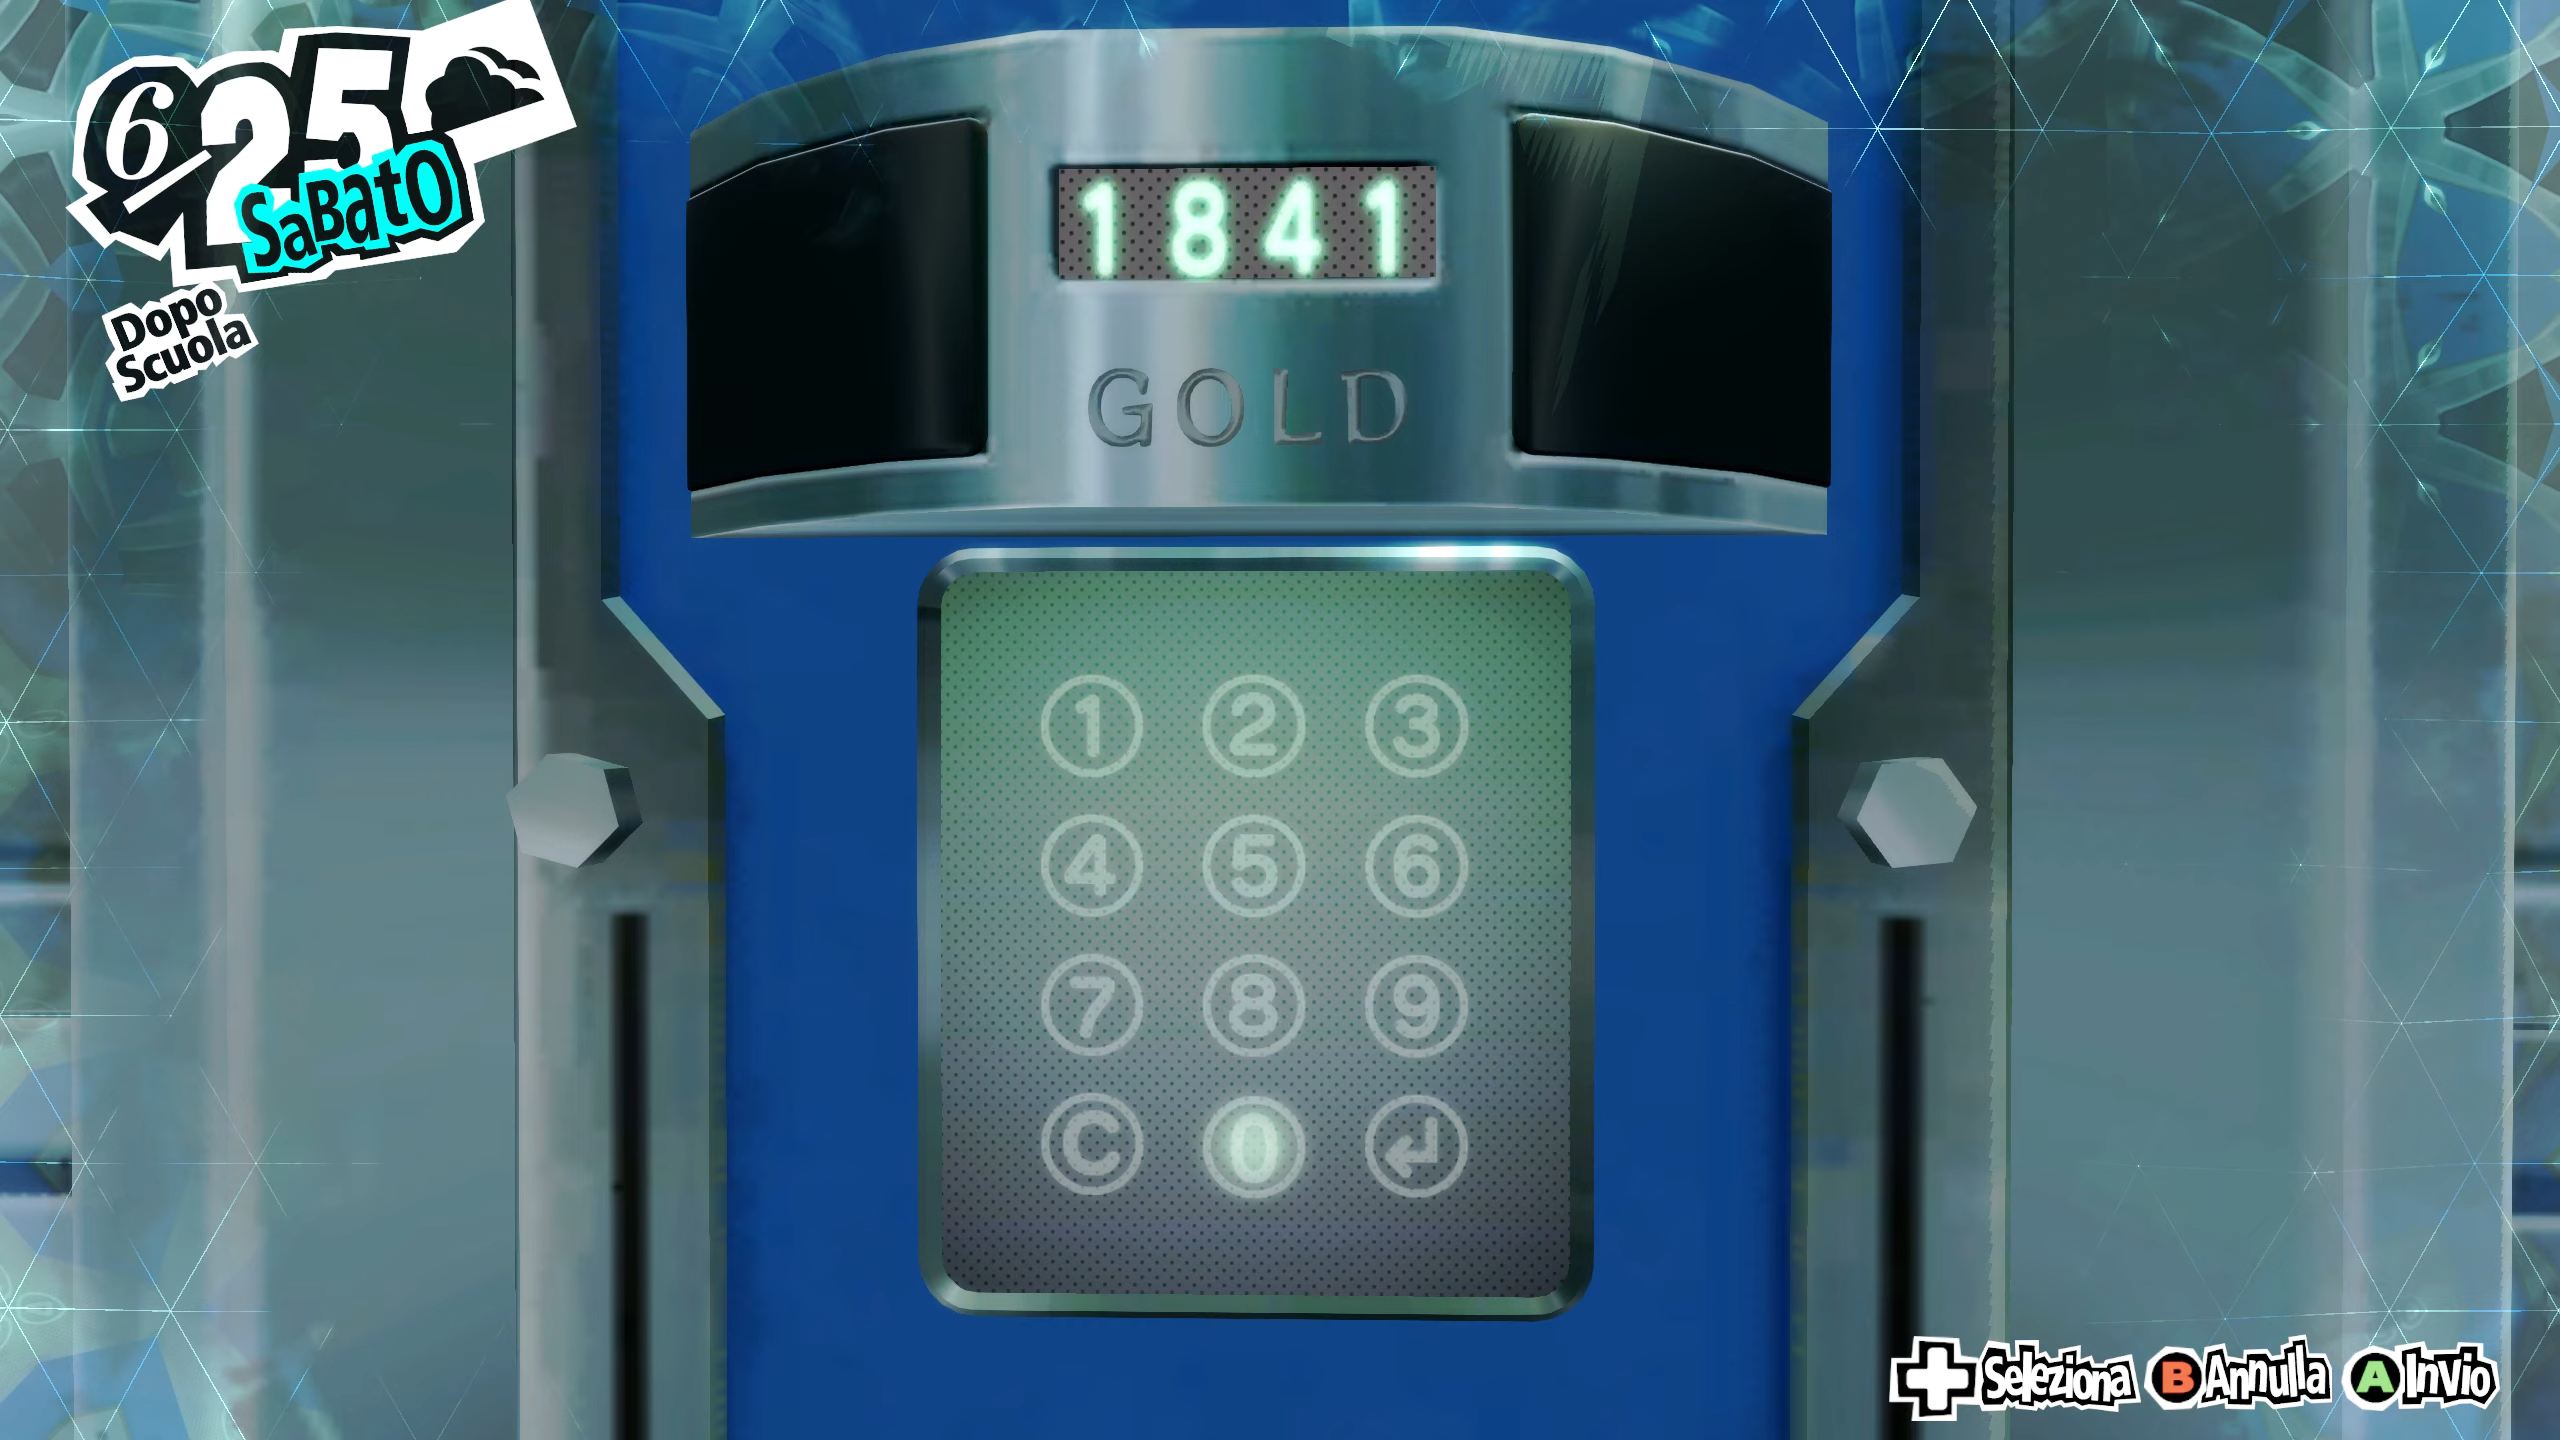 6/25
SaBatO
Dopo
Scuola
1841
GOLD
1 2 3
4 5 6
7 8 9
C 0
Seleziona B Annulla A Invio